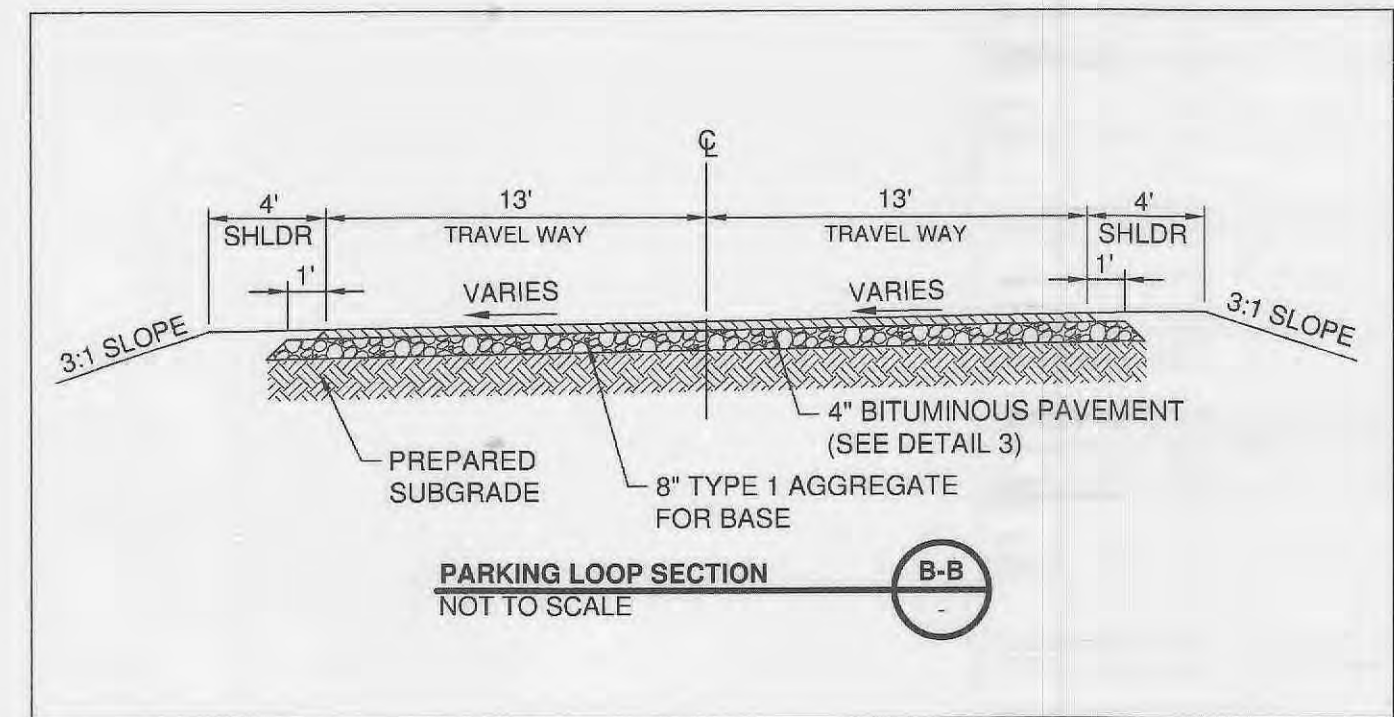 ℄
4' 13' 13' 4'
SHLDR TRAVEL WAY TRAVEL WAY SHLDR
1' VARIES VARIES 1'
3:1 SLOPE 3:1 SLOPE
4" BITUMINOUS PAVEMENT
(SEE DETAIL 3)
PREPARED
SUBGRADE
8" TYPE 1 AGGREGATE
FOR BASE
PARKING LOOP SECTION B-B
NOT TO SCALE -